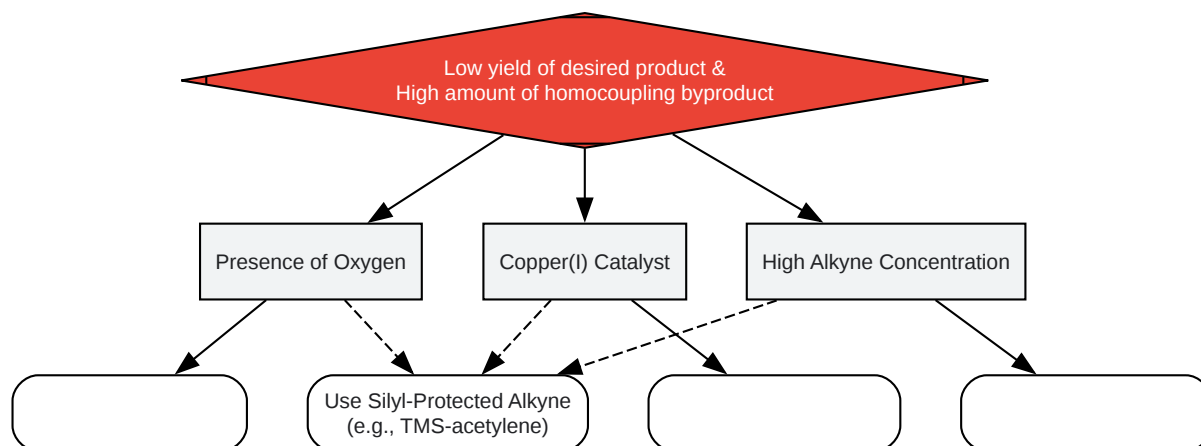 Low yield of desired product &
High amount of homocoupling byproduct
Presence of Oxygen
Copper(I) Catalyst
High Alkyne Concentration
Use Silyl-Protected Alkyne
(e.g., TMS-acetylene)